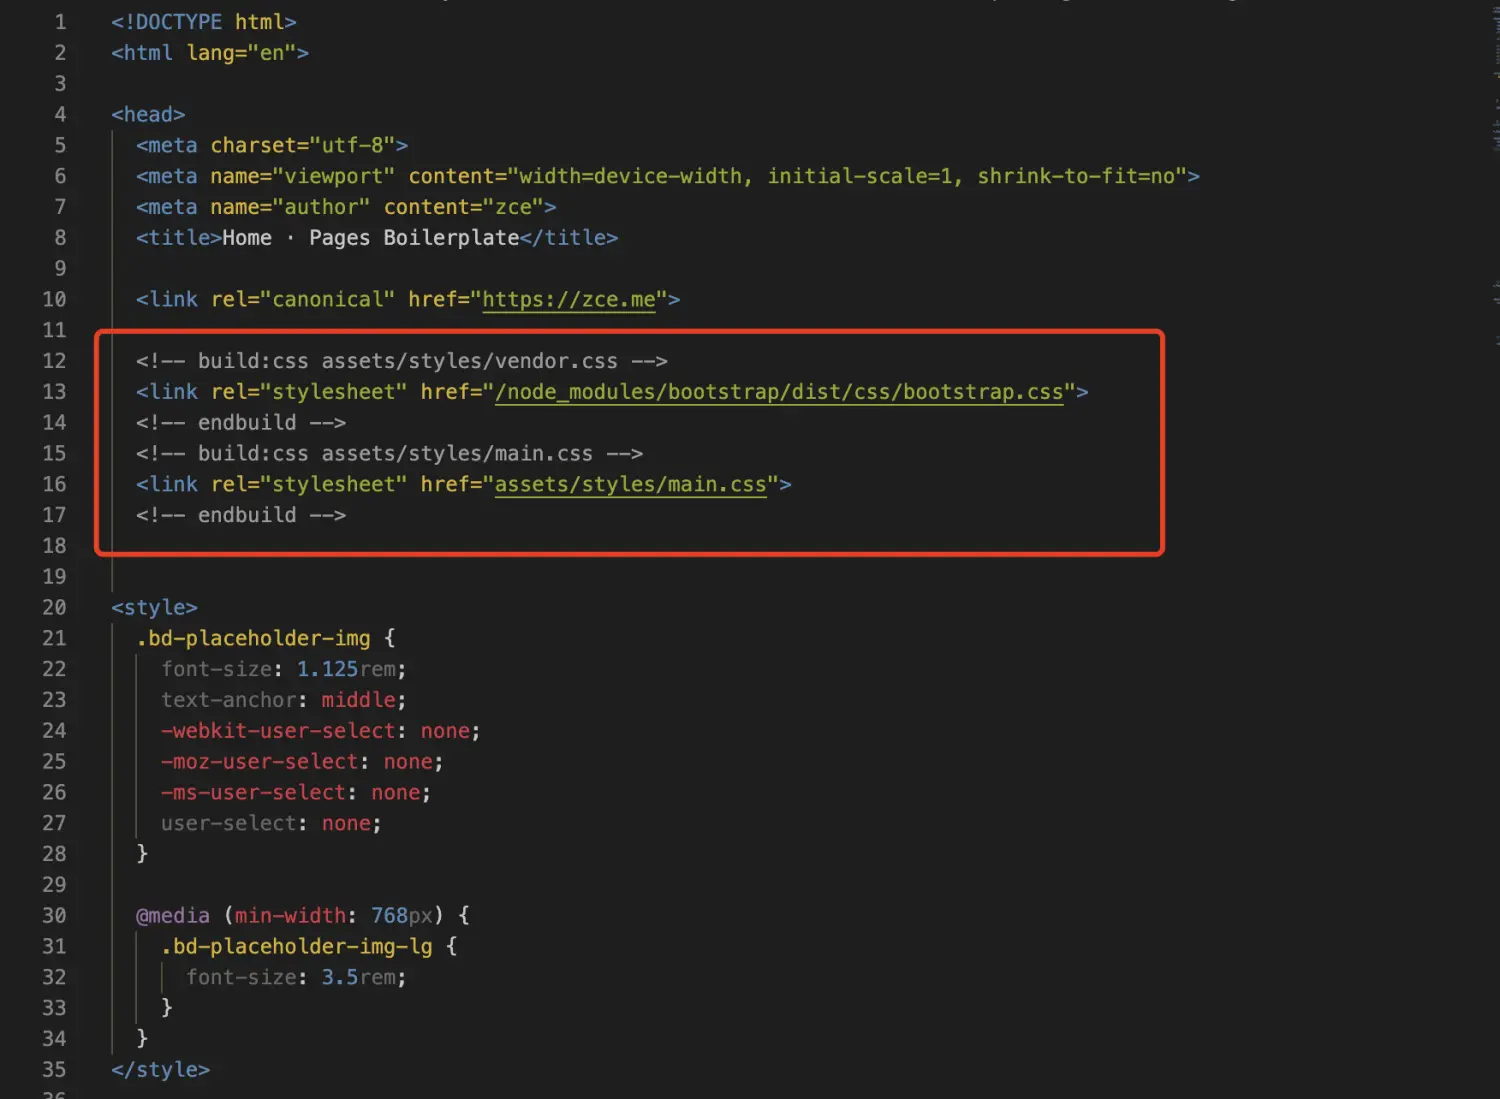 1 <!DOCTYPE html>
2 <html lang="en">
3
4 <head>
5 <meta charset="utf-8">
6 <meta name="viewport" content="width=device-width, initial-scale=1, shrink-to-fit=no">
7 <meta name="author" content="zce">
8 <title>Home · Pages Boilerplate</title>
9
10 <link rel="canonical" href="https://zce.me">
11
12 <!-- build:css assets/styles/vendor.css -->
13 <link rel="stylesheet" href="/node_modules/bootstrap/dist/css/bootstrap.css">
14 <!-- endbuild -->
15 <!-- build:css assets/styles/main.css -->
16 <link rel="stylesheet" href="assets/styles/main.css">
17 <!-- endbuild -->
18
19
20 <style>
21 .bd-placeholder-img {
22 font-size: 1.125rem;
23 text-anchor: middle;
24 -webkit-user-select: none;
25 -moz-user-select: none;
26 -ms-user-select: none;
27 user-select: none;
28 }
29
30 @media (min-width: 768px) {
31 .bd-placeholder-img-lg {
32 font-size: 3.5rem;
33 }
34 }
35 </style>